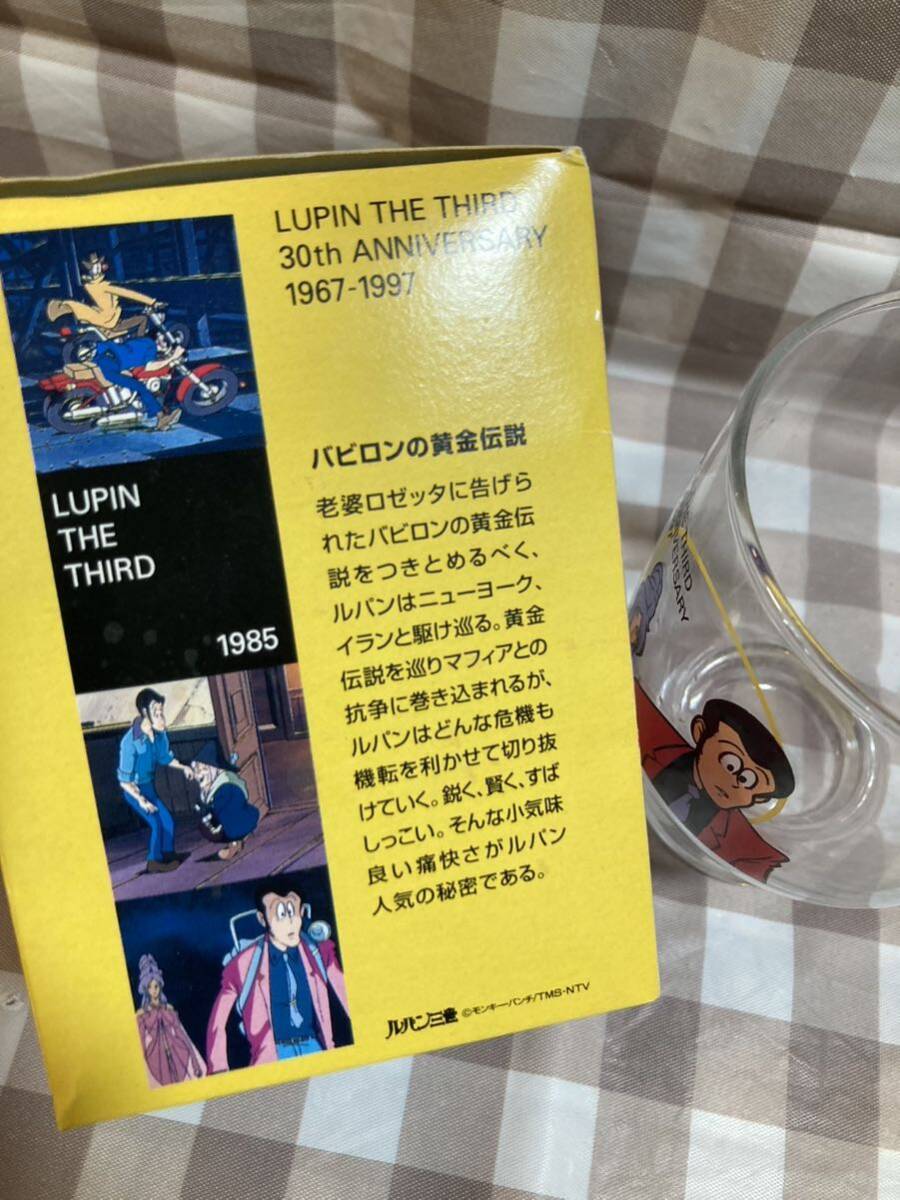 LUPIN THE THIRD
30th ANNIVERSARY
1967-1997
LUPIN
THE
THIRD
1985
バビロンの黄金伝説
老婆ロゼッタに告げら
れたバビロンの黄金伝
説をつきとめるべく、
ルパンはニューヨーク、
イランと駆け巡る。黄金
伝説を巡りマフィアとの
抗争に巻き込まれるが、
ルパンはどんな危機も
機転を利かせて切り抜
けていく。鋭く、賢く、すば
しっこい。そんな小気味
良い痛快さがルパン
人気の秘密である。
ルパン三世 ©モンキーパンチ/TMS・NTV
THIRD
VERSARY